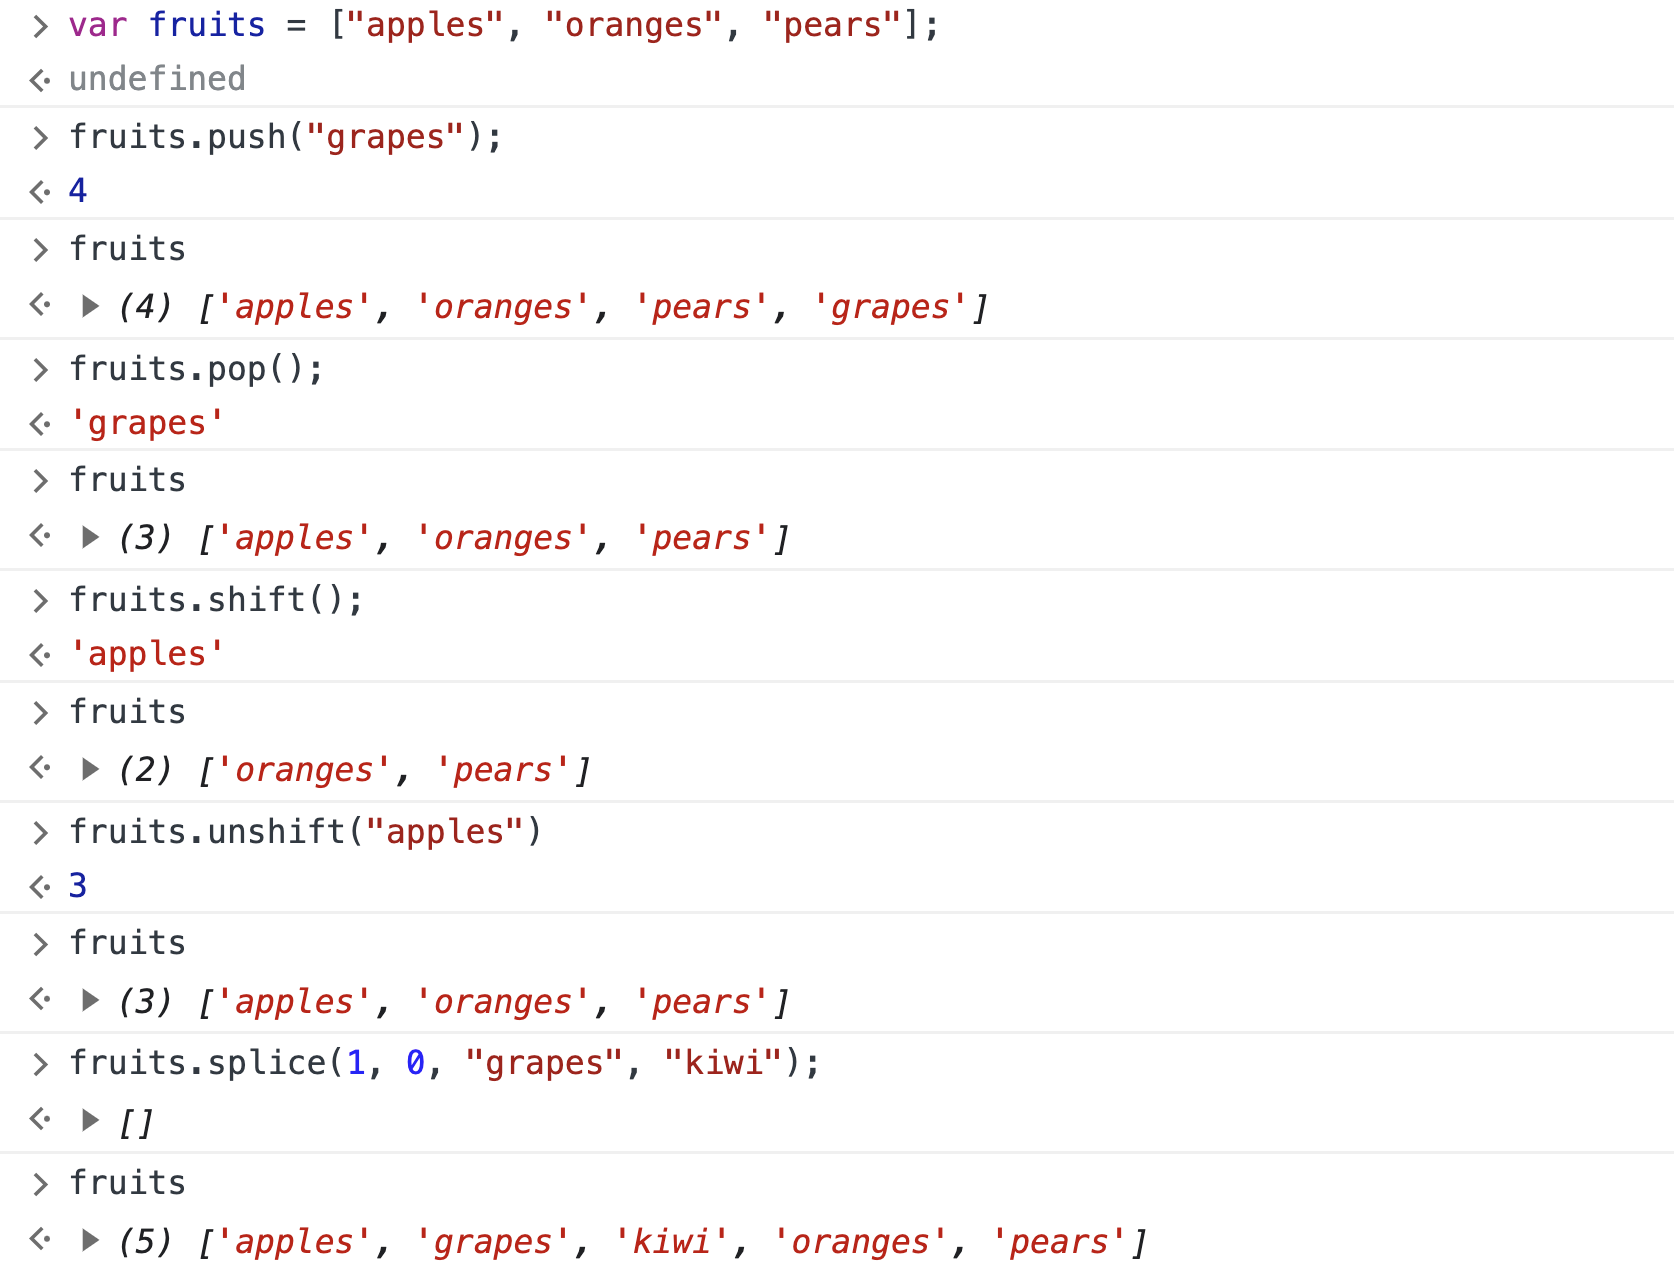 > var fruits = ["apples", "oranges", "pears"];
<· undefined
> fruits.push("grapes");
<· 4
> fruits
<· ▶ (4) ['apples', 'oranges', 'pears', 'grapes']
> fruits.pop();
<· 'grapes'
> fruits
<· ▶ (3) ['apples', 'oranges', 'pears']
> fruits.shift();
<· 'apples'
> fruits
<· ▶ (2) ['oranges', 'pears']
> fruits.unshift("apples")
<· 3
> fruits
<· ▶ (3) ['apples', 'oranges', 'pears']
> fruits.splice(1, 0, "grapes", "kiwi");
<· ▶ []
> fruits
<· ▶ (5) ['apples', 'grapes', 'kiwi', 'oranges', 'pears']